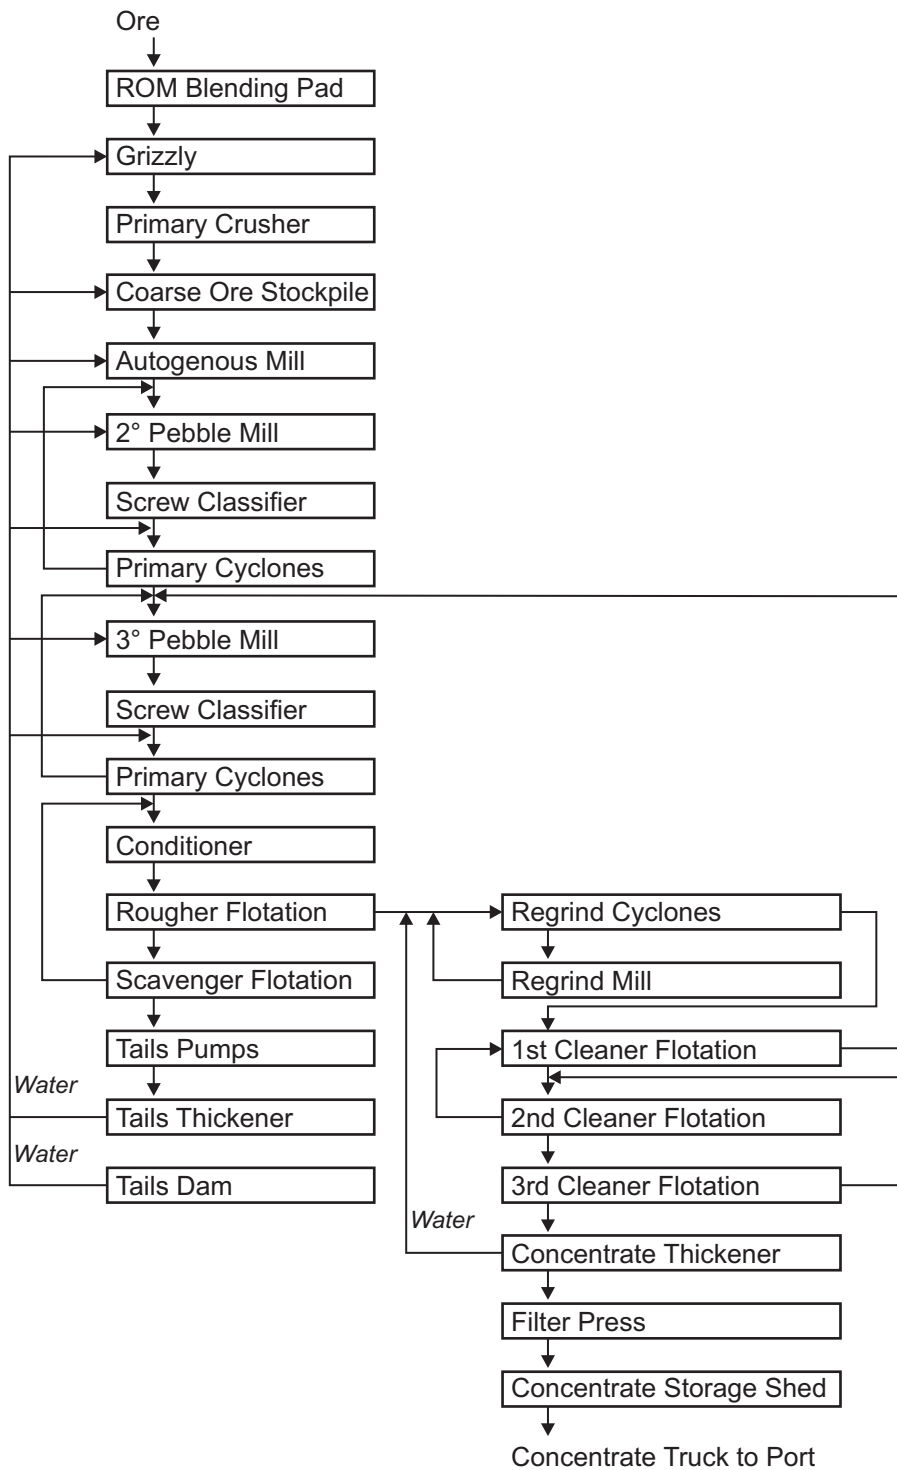 Ore
ROM Blending Pad
Grizzly
Primary Crusher
Coarse Ore Stockpile
Autogenous Mill
2° Pebble Mill
Screw Classifier
Primary Cyclones
3° Pebble Mill
Screw Classifier
Primary Cyclones
Conditioner
Rougher Flotation
Scavenger Flotation
Tails Pumps
Water
Tails Thickener
Water
Tails Dam
Regrind Cyclones
Regrind Mill
1st Cleaner Flotation
2nd Cleaner Flotation
3rd Cleaner Flotation
Water
Concentrate Thickener
Filter Press
Concentrate Storage Shed
Concentrate Truck to Port